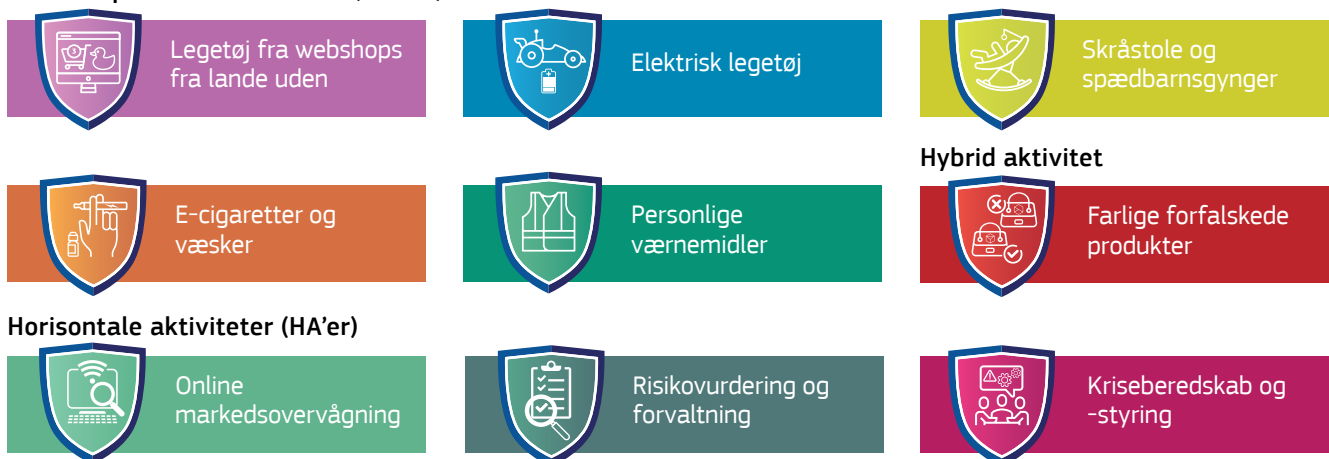 Legetøj fra webshops
fra lande uden
Elektrisk legetøj
Skråstole og
spædbarnsgynger
Hybrid aktivitet
E-cigaretter og
væsker
Personlige
værnemidler
Farlige forfalskede
produkter
Horisontale aktiviteter (HA’er)
Online
markedsovervågning
Risikovurdering og
forvaltning
Kriseberedskab og
-styring